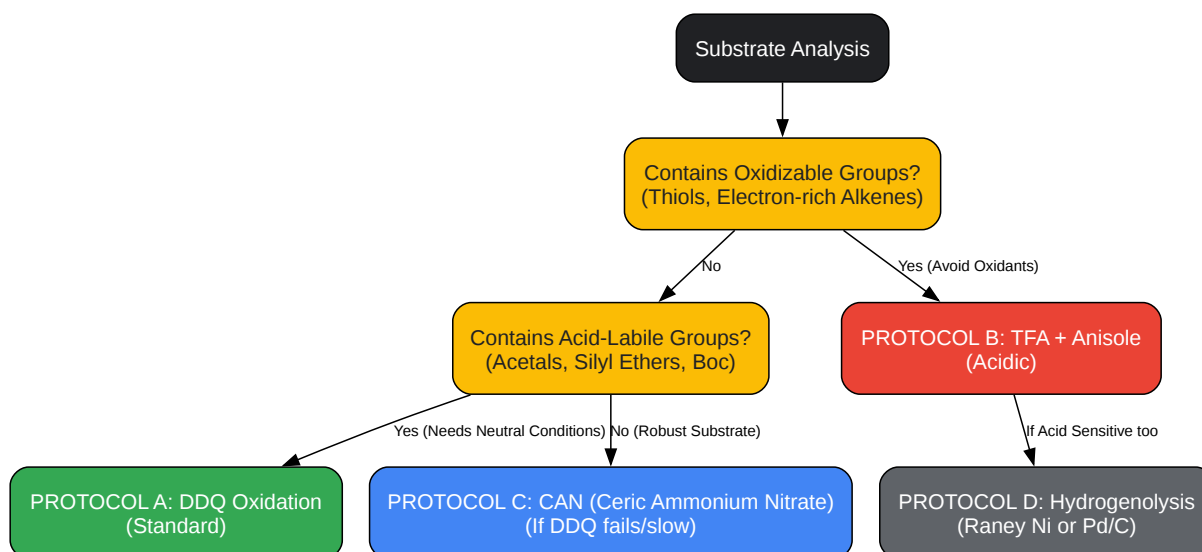 Substrate Analysis
Contains Oxidizable Groups?
(Thiols, Electron-rich Alkenes)
No
Yes (Avoid Oxidants)
Contains Acid-Labile Groups?
(Acetals, Silyl Ethers, Boc)
PROTOCOL B: TFA + Anisole
(Acidic)
Yes (Needs Neutral Conditions)
No (Robust Substrate)
If Acid Sensitive too
PROTOCOL A: DDQ Oxidation
(Standard)
PROTOCOL C: CAN (Ceric Ammonium Nitrate)
(If DDQ fails/slow)
PROTOCOL D: Hydrogenolysis
(Raney Ni or Pd/C)